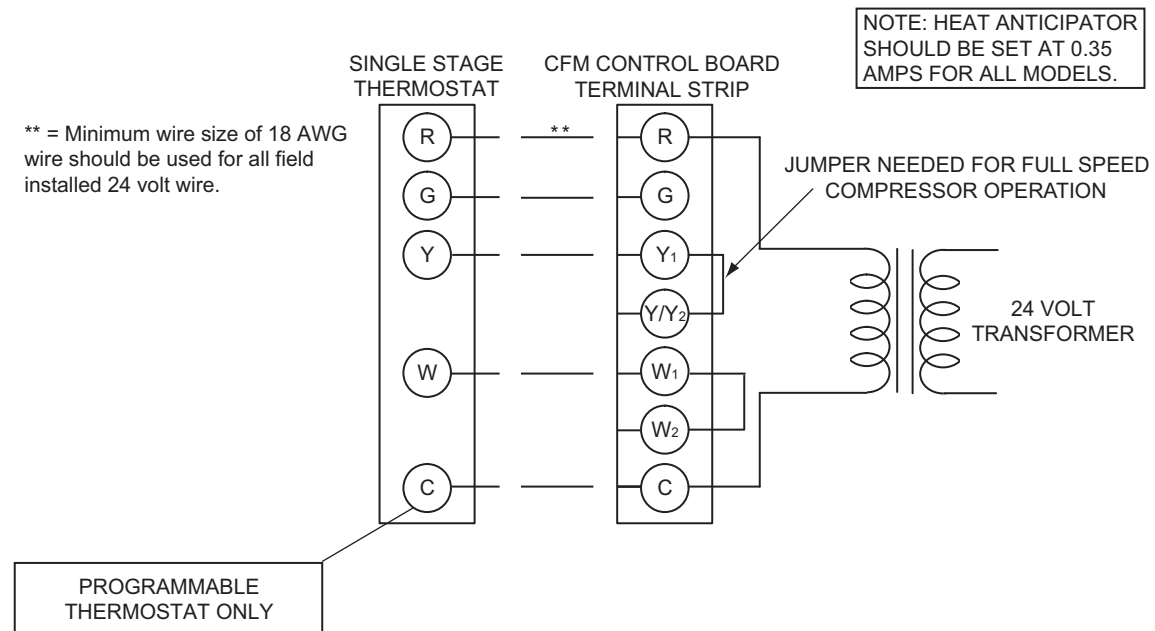 NOTE: HEAT ANTICIPATOR
SHOULD BE SET AT 0.35
AMPS FOR ALL MODELS.
SINGLE STAGE
THERMOSTAT
CFM CONTROL BOARD
TERMINAL STRIP
** = Minimum wire size of 18 AWG
wire should be used for all field
installed 24 volt wire.
R
**
R
JUMPER NEEDED FOR FULL SPEED
COMPRESSOR OPERATION
G
G
Y
Y1
Y/Y2
24 VOLT
TRANSFORMER
W
W1
W2
C
C
PROGRAMMABLE
THERMOSTAT ONLY